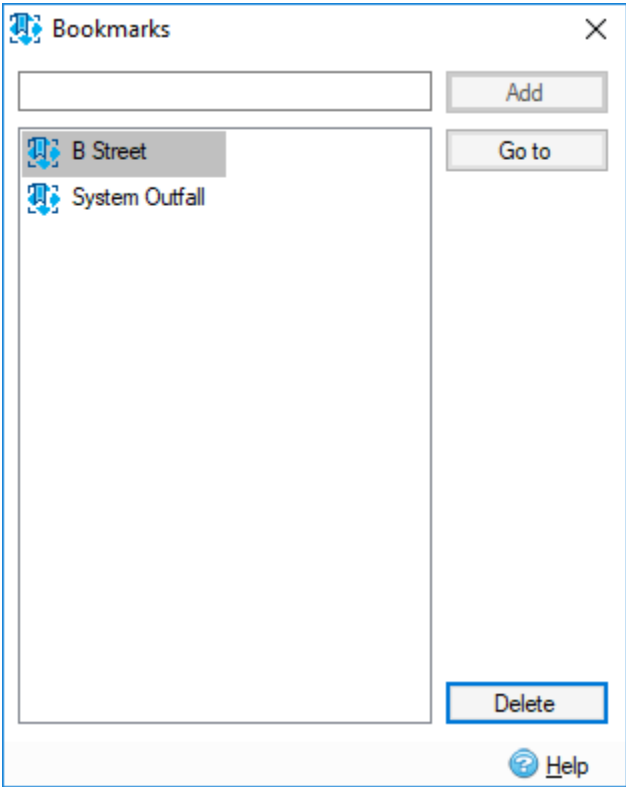 Bookmarks
Add
B Street
Go to
System Outfall
Delete
Help